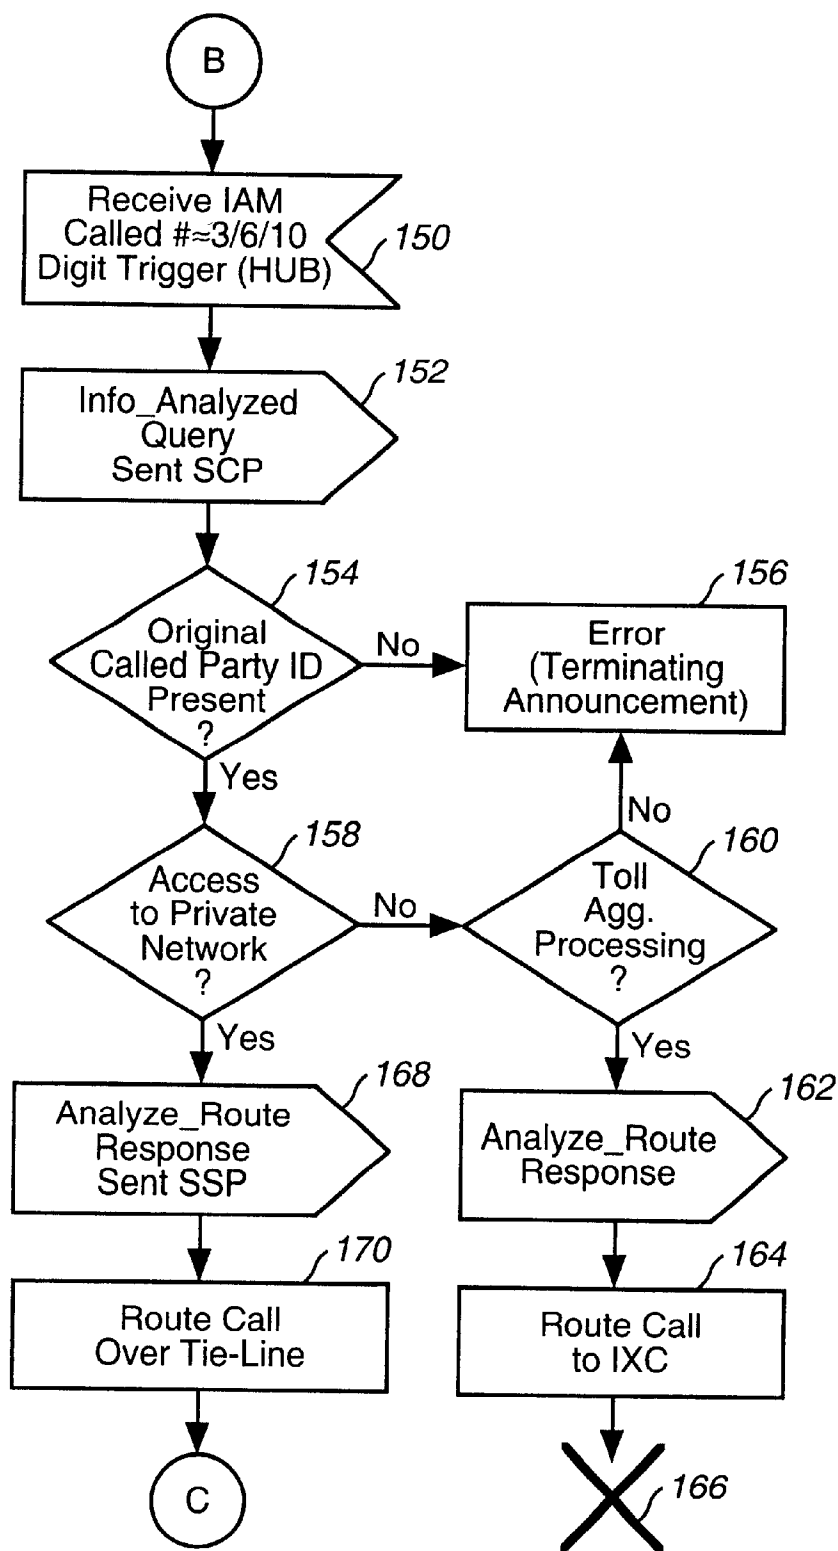 B
Receive IAM
Called #≈3/6/10
Digit Trigger (HUB)
150
152
Info_Analyzed
Query
Sent SCP
154
Original
Called Party ID
Present
?
No
156
Error
(Terminating
Announcement)
Yes
No
158
Access
to Private
Network
?
No
160
Toll
Agg.
Processing
?
Yes
Yes
168
Analyze_Route
Response
Sent SSP
162
Analyze_Route
Response
170
Route Call
Over Tie-Line
164
Route Call
to IXC
C
166